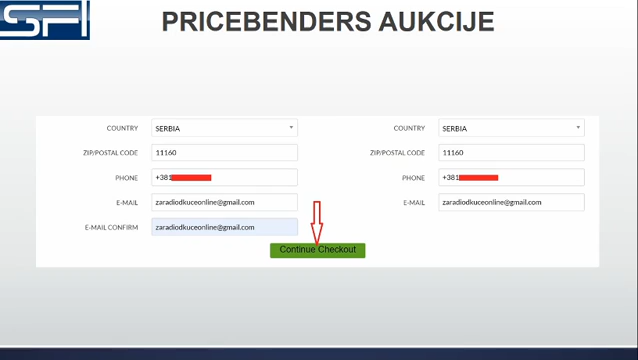 SFI
PRICEBENDERS AUKCIJE
COUNTRY SERBIA COUNTRY SERBIA
ZIP/POSTAL CODE 11160 ZIP/POSTAL CODE 11160
PHONE +381 PHONE +381
E-MAIL zaradiodkuceonline@gmail.com E-MAIL zaradiodkuceonline@gmail.com
E-MAIL CONFIRM zaradiodkuceonline@gmail.com
Continue Checkout